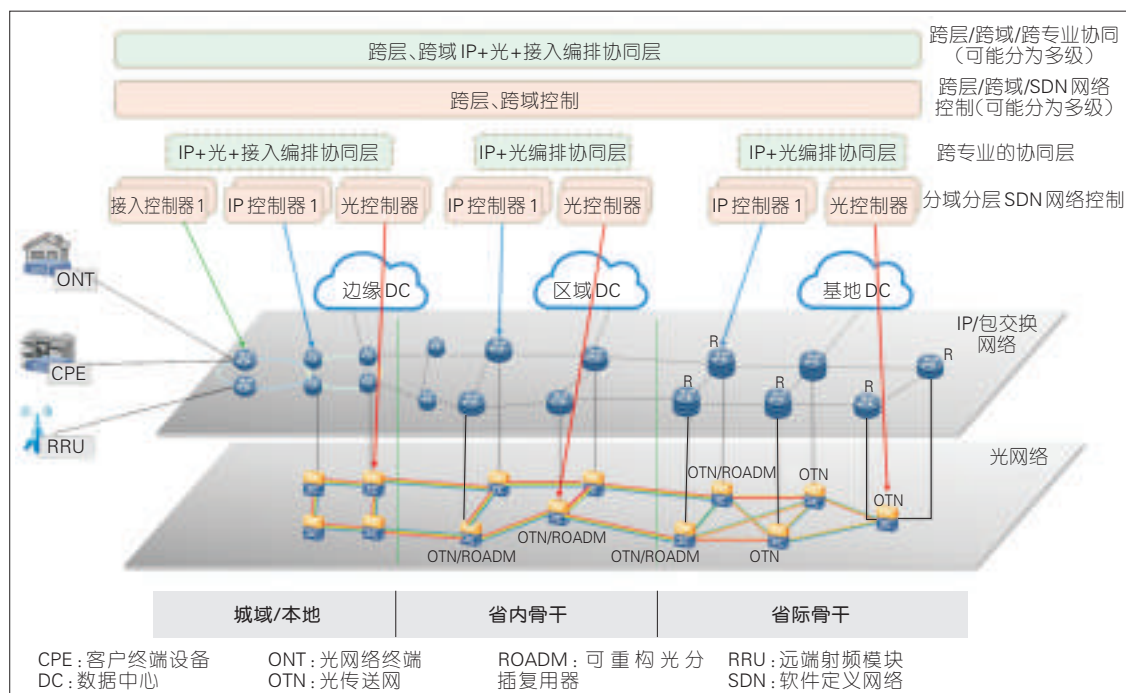 跨层、跨域 IP+光+接入编排协同层
跨层/跨域/跨专业协同
（可能分为多级）
跨层、跨域控制
跨层/跨域/SDN 网络
控制(可能分为多级)
IP+光+接入编排协同层
IP+光编排协同层
IP+光编排协同层
跨专业的协同层
接入控制器 1
IP 控制器 1
光控制器
IP 控制器 1
光控制器
IP 控制器 1
光控制器
分域分层 SDN 网络控制
ONT
边缘 DC
区域 DC
基地 DC
IP/包交换
网络
R
R
CPE
R
R
R
RRU
光网络
OTN/ROADM
OTN
OTN
OTN/ROADM
OTN/ROADM
OTN/ROADM
OTN
城域/本地
省内骨干
省际骨干
CPE：客户终端设备
DC：数据中心
ONT：光网络终端
OTN：光传送网
ROADM：可重构光分
插复用器
RRU：远端射频模块
SDN：软件定义网络